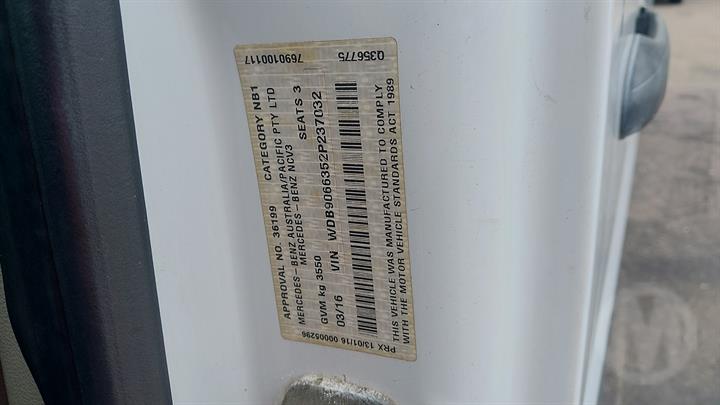 7690100117 Q356775
APPROVAL NO. 36199 CATEGORY NB1
MERCEDES-BENZ AUSTRALIA/PACIFIC PTY LTD
MERCEDES-BENZ NCV3
GVM kg 3550 SEATS 3
03/16 VIN WDB9066352P237032
THIS VEHICLE WAS MANUFACTURED TO COMPLY
WITH THE MOTOR VEHICLE STANDARDS ACT 1989
PRX 13/01/16 00005296
M